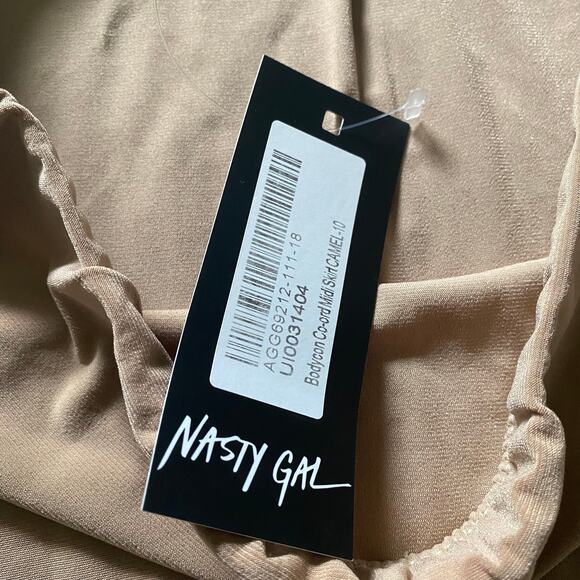 AGG69212-111-18
UI0031404
Bodycon Co-ord Midi Skirt CAMEL-10
NASTY GAL